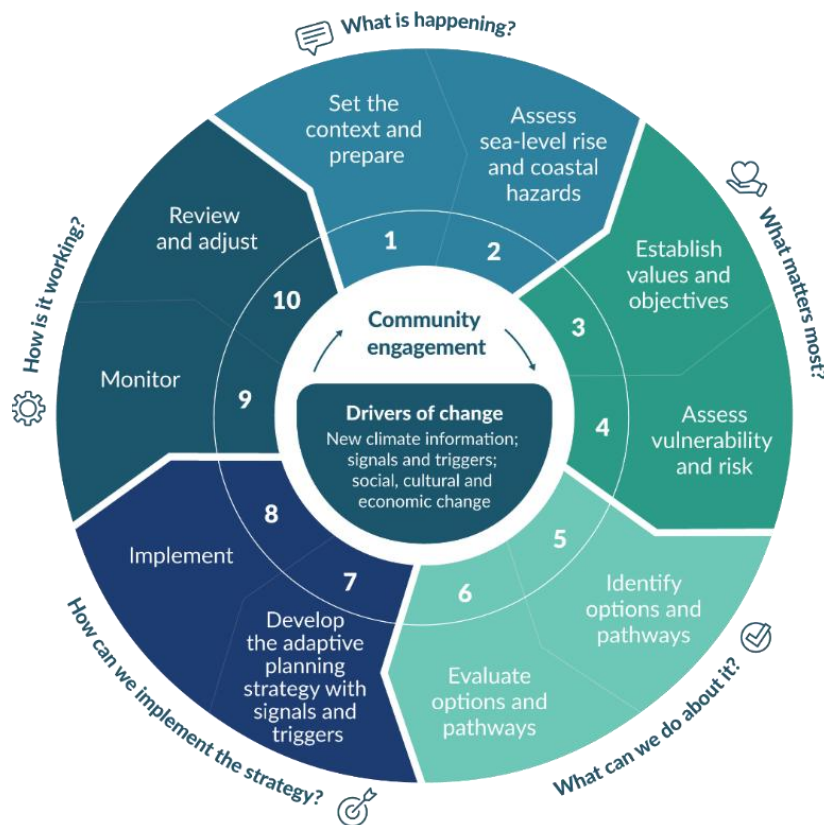 What is happening?
Set the
context and
prepare
1
Assess
sea-level rise
and coastal
hazards
2
What matters most?
Establish
values and
objectives
3
Assess
vulnerability
and risk
4
What can we do about it?
Identify
options and
pathways
5
Evaluate
options and
pathways
6
How can we implement the strategy?
7
Develop
the adaptive
planning
strategy with
signals and
triggers
8
Implement
How is it working?
Monitor
9
Review
and adjust
10
Community
engagement
Drivers of change
New climate information;
signals and triggers;
social, cultural and
economic change